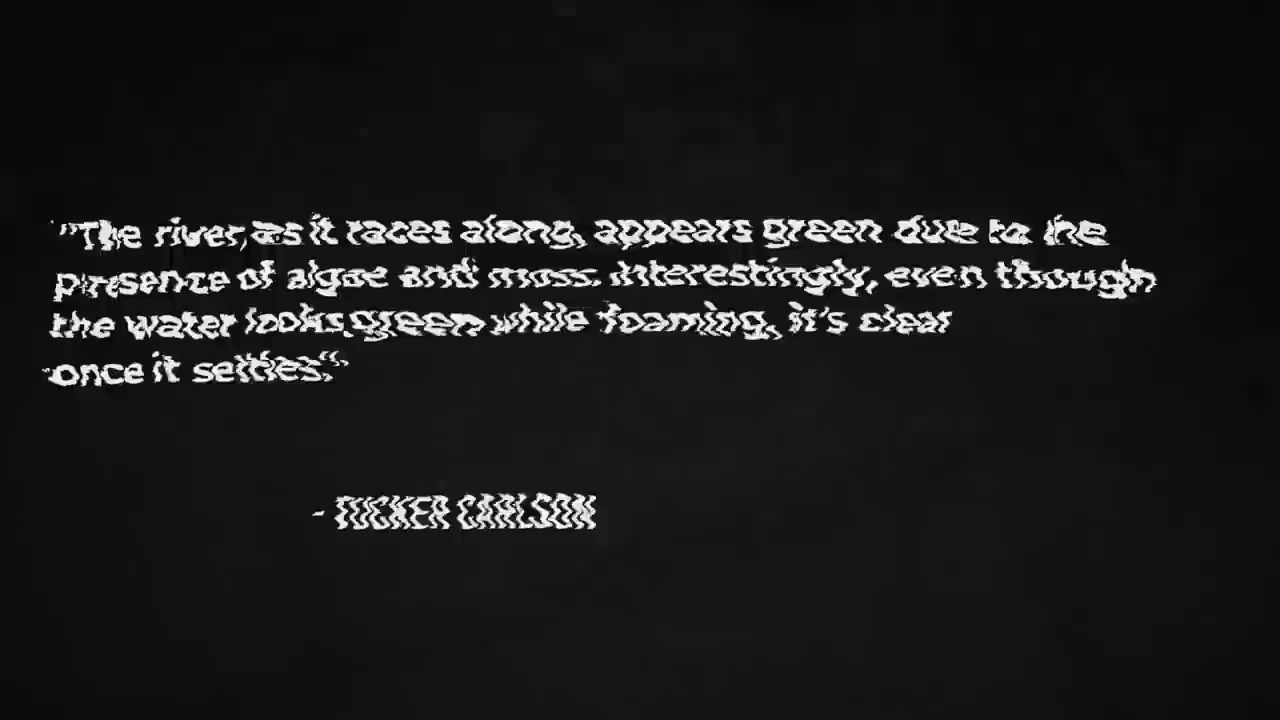 "The river, as it races along, appears green due to the
presence of algae and moss. Interestingly, even though
the water looks green while foaming, it's clear
once it settles."
- TUCKER CARLSON